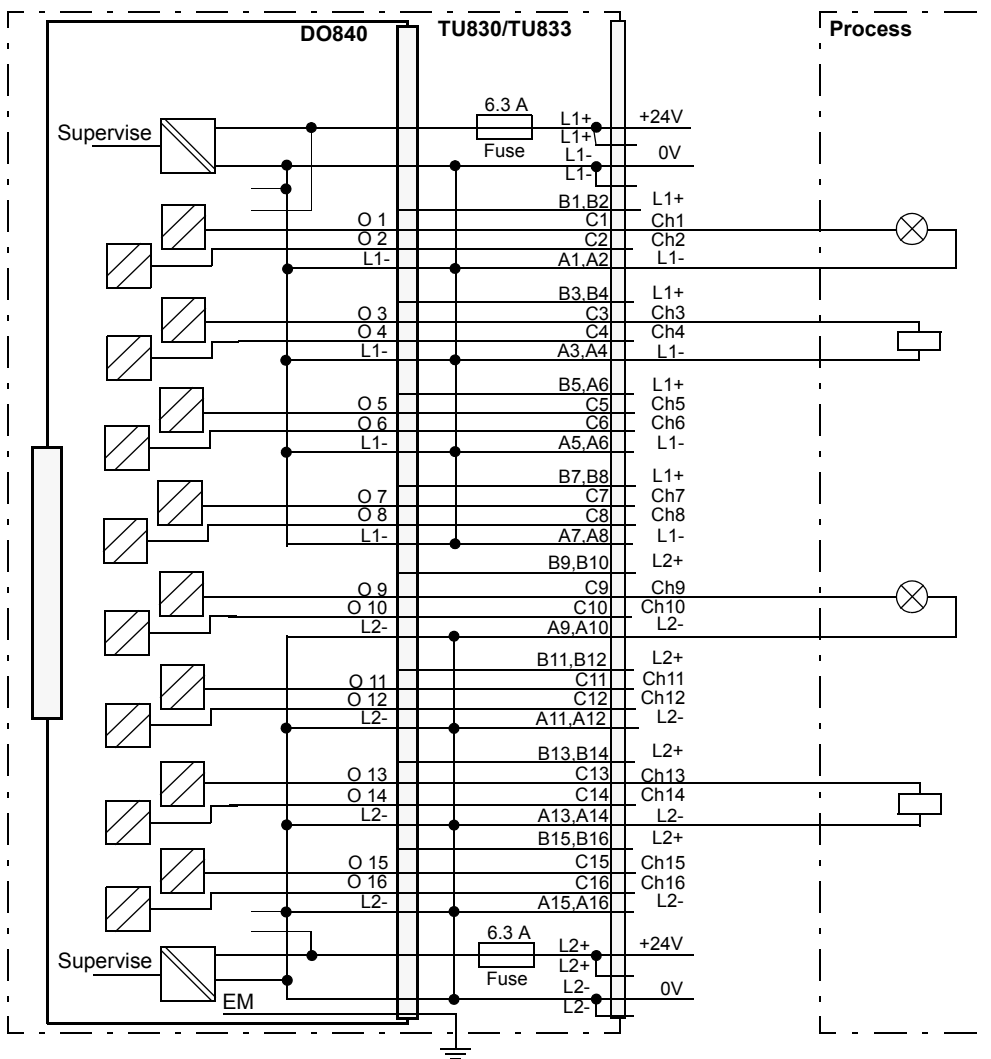 DO840 TU830/TU833 Process
6.3 A
L1+ +24V
Supervise
L1+
Fuse
L1- 0V
L1-
B1,B2 L1+
O 1 C1 Ch1
O 2 C2 Ch2
L1- A1,A2 L1-
B3,B4 L1+
O 3 C3 Ch3
O 4 C4 Ch4
L1- A3,A4 L1-
B5,A6 L1+
O 5 C5 Ch5
O 6 C6 Ch6
L1- A5,A6 L1-
B7,B8 L1+
O 7 C7 Ch7
O 8 C8 Ch8
L1- A7,A8 L1-
B9,B10 L2+
O 9 C9 Ch9
O 10 C10 Ch10
L2- A9,A10 L2-
B11,B12 L2+
O 11 C11 Ch11
O 12 C12 Ch12
L2- A11,A12 L2-
B13,B14 L2+
O 13 C13 Ch13
O 14 C14 Ch14
L2- A13,A14 L2-
B15,B16 L2+
O 15 C15 Ch15
O 16 C16 Ch16
L2- A15,A16 L2-
6.3 A
L2+ +24V
Supervise
L2+
Fuse
L2- 0V
EM
L2-